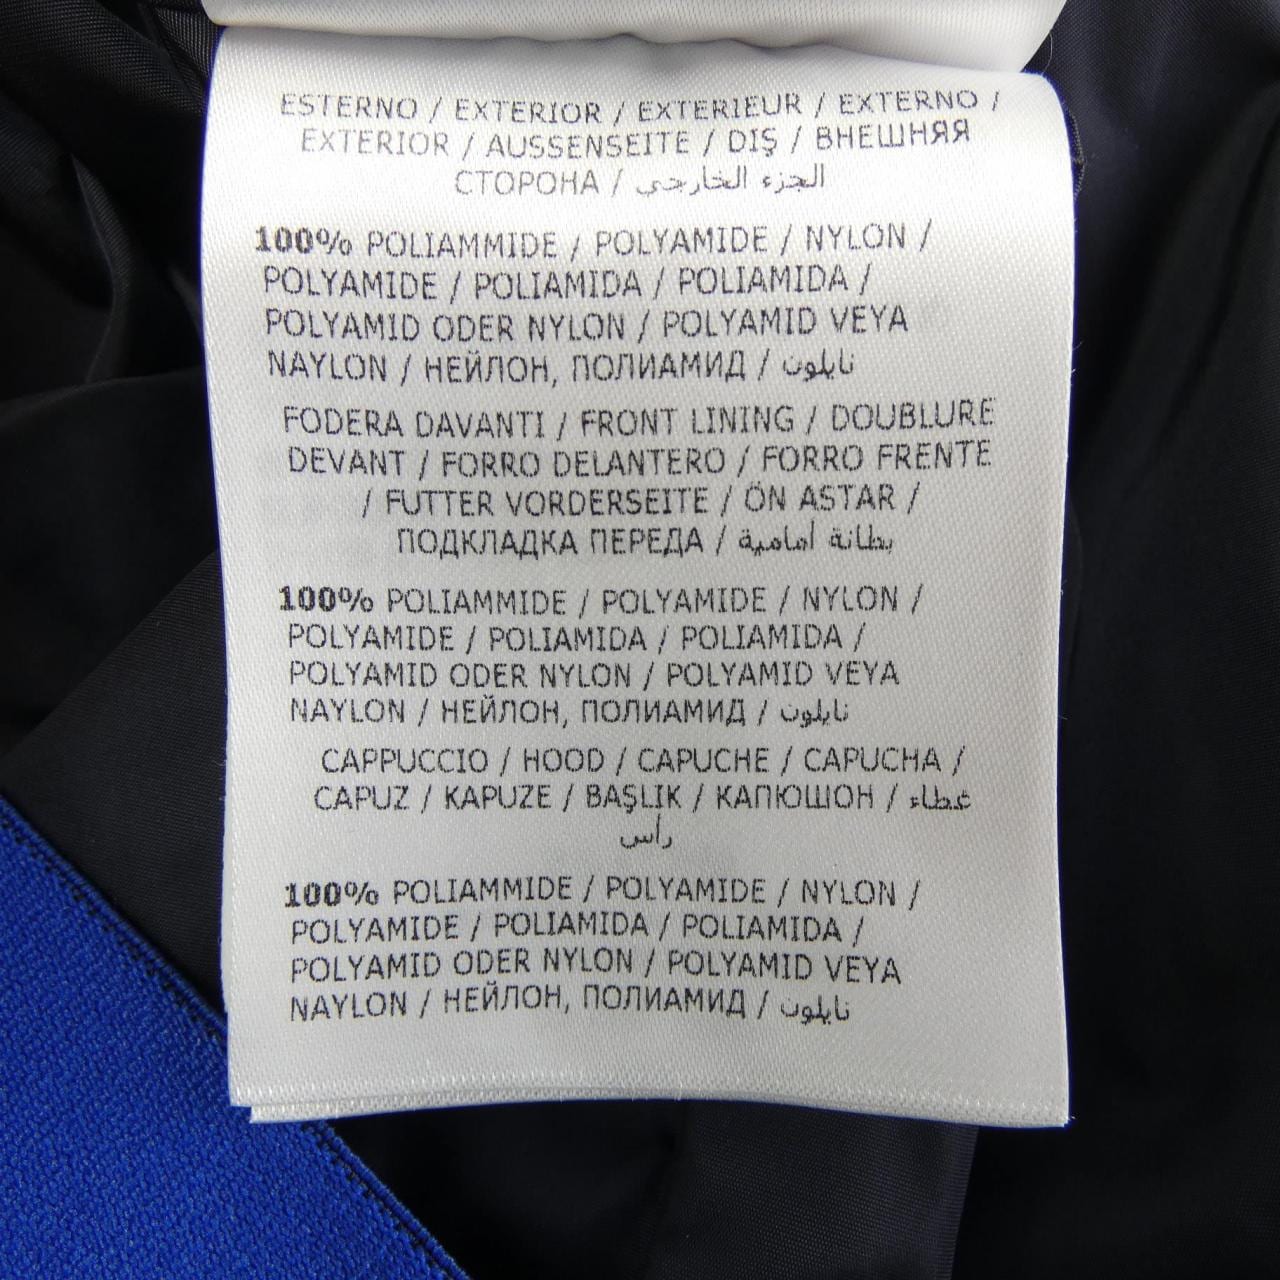 ESTERNO / EXTERIOR / EXTERIEUR / EXTERNO /
EXTERIOR / AUSSENSEITE / DIŞ / ВНЕШНЯЯ
СТОРОНА / الجزء الخارجي
100% POLIAMMIDE / POLYAMIDE / NYLON /
POLYAMIDE / POLIAMIDA / POLIAMIDA /
POLYAMID ODER NYLON / POLYAMID VEYA
NAYLON / НЕЙЛОН, ПОЛИАМИД / نايلون
FODERA DAVANTI / FRONT LINING / DOUBLURE
DEVANT / FORRO DELANTERO / FORRO FRENTE
/ FUTTER VORDERSEITE / ÖN ASTAR /
ПОДКЛАДКА ПЕРЕДА / بطانة أمامية
100% POLIAMMIDE / POLYAMIDE / NYLON /
POLYAMIDE / POLIAMIDA / POLIAMIDA /
POLYAMID ODER NYLON / POLYAMID VEYA
NAYLON / НЕЙЛОН, ПОЛИАМИД / نايلون
CAPPUCCIO / HOOD / CAPUCHE / CAPUCHA /
CAPUZ / KAPUZE / BAŞLIK / КАПЮШОН / غطاء
رأس
100% POLIAMMIDE / POLYAMIDE / NYLON /
POLYAMIDE / POLIAMIDA / POLIAMIDA /
POLYAMID ODER NYLON / POLYAMID VEYA
NAYLON / НЕЙЛОН, ПОЛИАМИД / نايلون